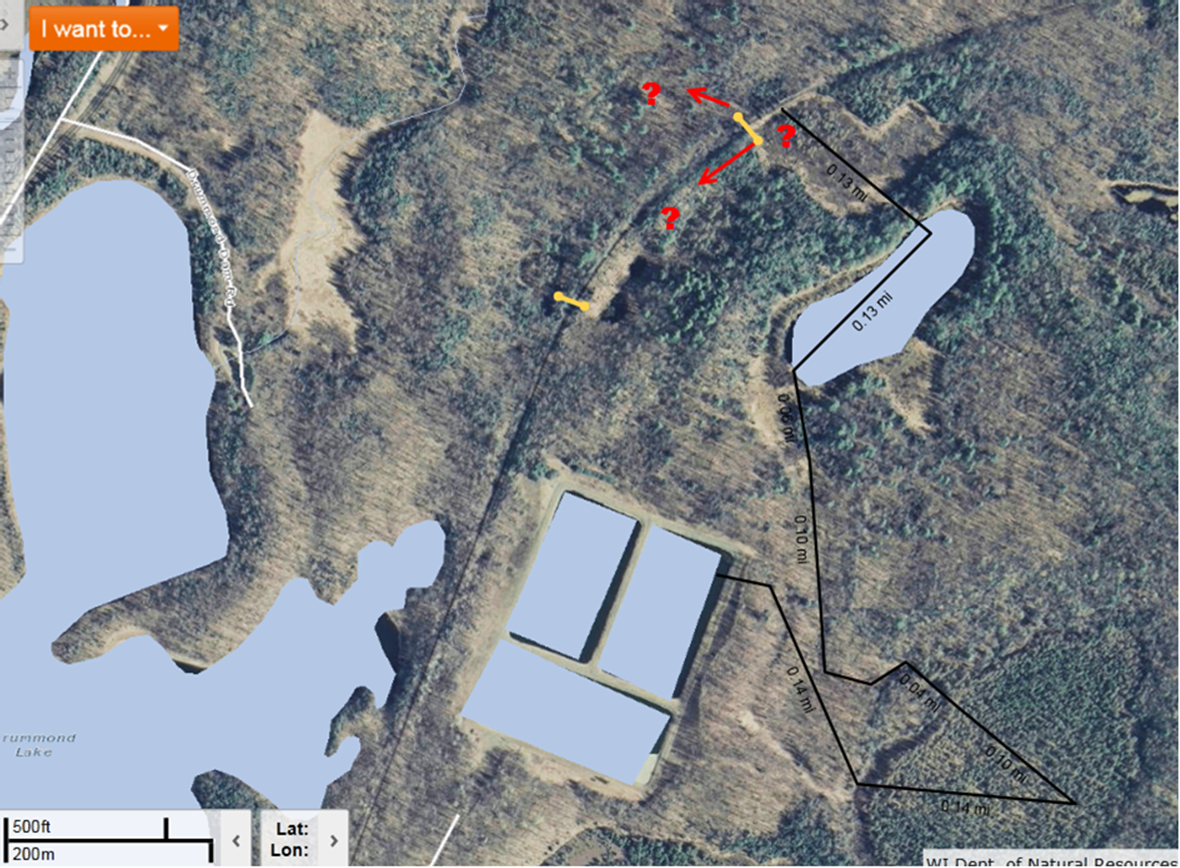 I want to...
?
?
?
0.13 mi
0.13 mi
0.06 mi
0.10 mi
0.14 mi
0.04 mi
0.10 mi
0.14 mi
rummond
Lake
500ft
200m
Lat:
Lon:
WI Dept. of Natural Resources